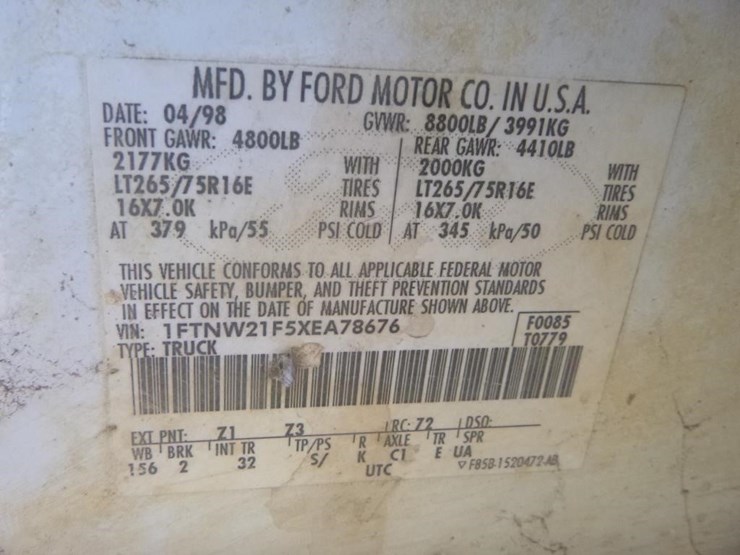 MFD. BY FORD MOTOR CO. IN U.S.A.
DATE: 04/98 GVWR: 8800LB/ 3991KG
FRONT GAWR: 4800LB REAR GAWR: 4410LB
2177KG WITH 2000KG WITH
LT265/75R16E TIRES LT265/75R16E TIRES
16X7.0K RIMS 16X7.0K RIMS
AT 379 kPa/55 PSI COLD AT 345 kPa/50 PSI COLD
THIS VEHICLE CONFORMS TO ALL APPLICABLE FEDERAL MOTOR
VEHICLE SAFETY, BUMPER, AND THEFT PREVENTION STANDARDS
IN EFFECT ON THE DATE OF MANUFACTURE SHOWN ABOVE.
VIN: 1FTNW21F5XEA78676 F0085
TYPE: TRUCK T0779
EXT PNT: Z1 Z3 RC: 72 DSO:
WB BRK INT TR TP/PS R AXLE TR SPR
156 2 32 S/ K C1 E UA
UTC F85B-1520472-AB